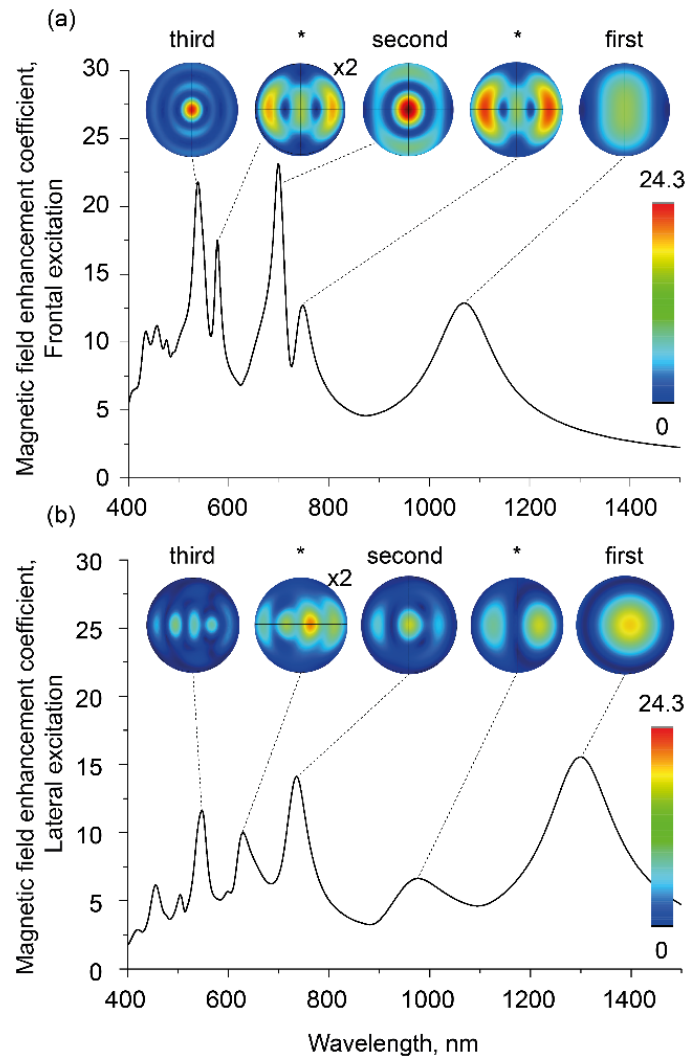 (a)
third * second * first
x2
30
25
20
15
10
5
0
Magnetic field enhancement coefficient,
Frontal excitation
24.3
0
400 600 800 1000 1200 1400
(b)
third * second * first
x2
30
25
20
15
10
5
0
Magnetic field enhancement coefficient,
Lateral excitation
24.3
0
400 600 800 1000 1200 1400
Wavelength, nm